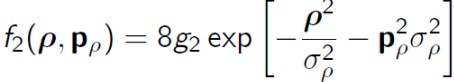 f₂(ρ, p_ρ) = 8g₂ exp [ −ρ²/σ_ρ² − p_ρ²σ_ρ² ]